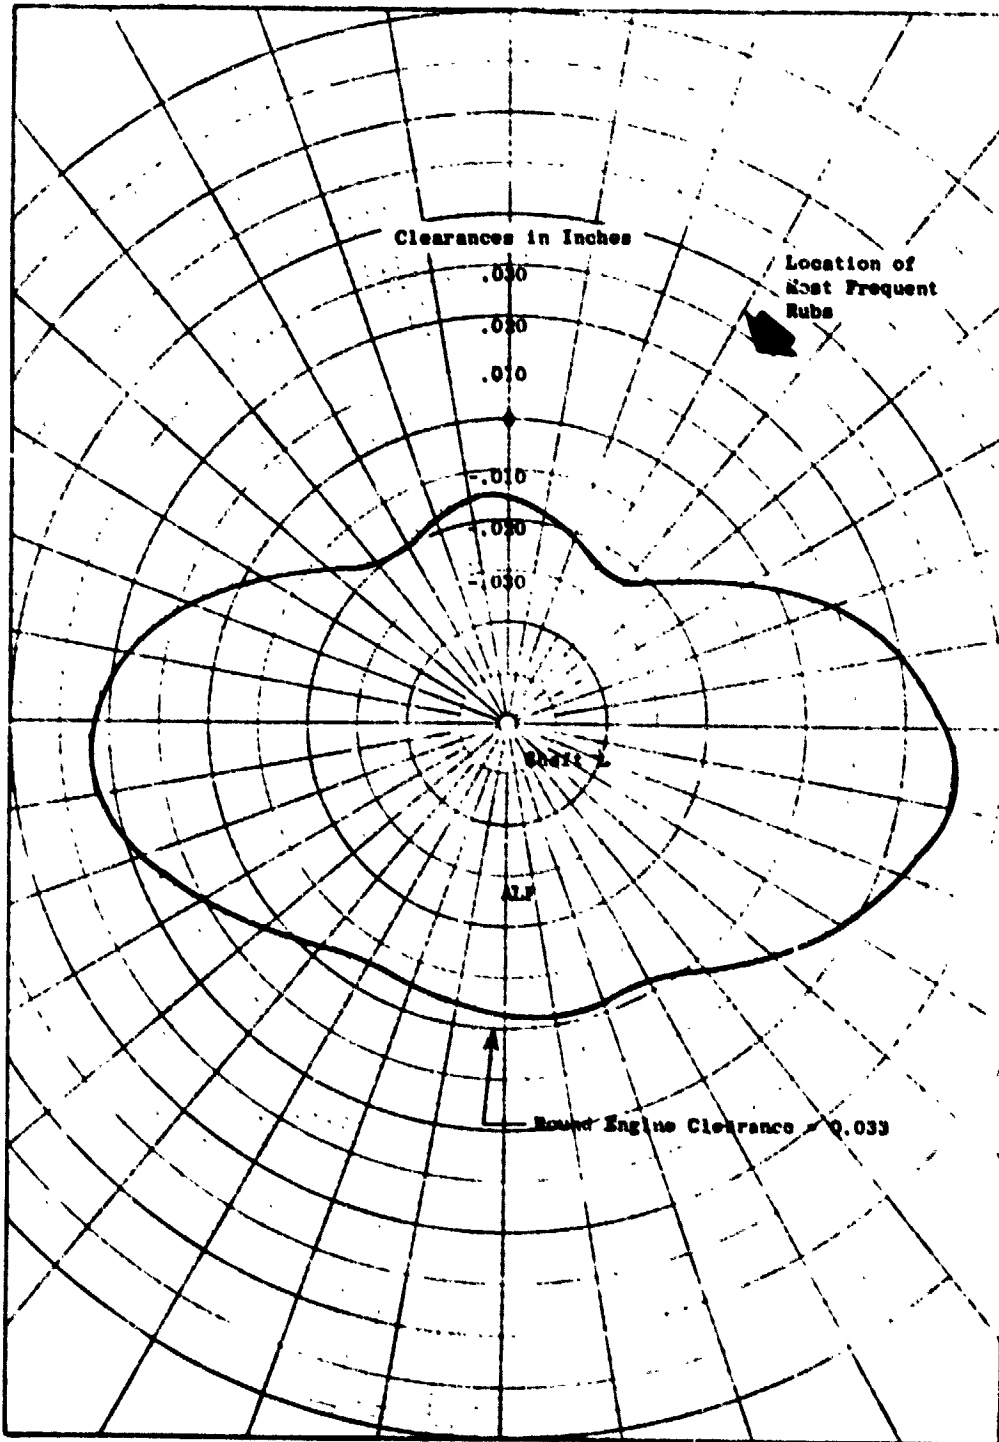 Clearances in Inches
.030
.020
.010
-.010
-.020
-.030
Location of
Most Frequent
Rubs
Shaft
ALF
Round Engine Clearance = 0.033